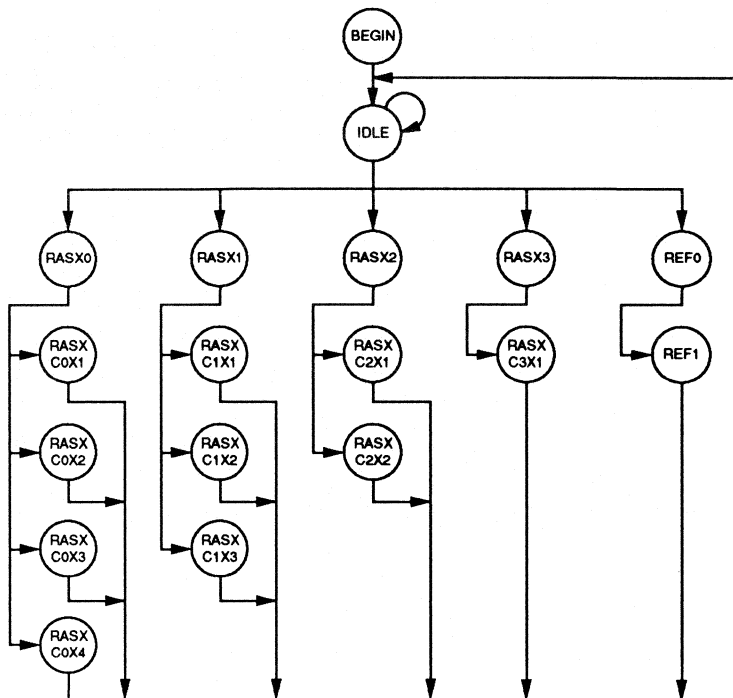 BEGIN
IDLE
RASX0
RASX1
RASX2
RASX3
REF0
RASX
C0X1
RASX
C1X1
RASX
C2X1
RASX
C3X1
REF1
RASX
C0X2
RASX
C1X2
RASX
C2X2
RASX
C0X3
RASX
C1X3
RASX
C0X4